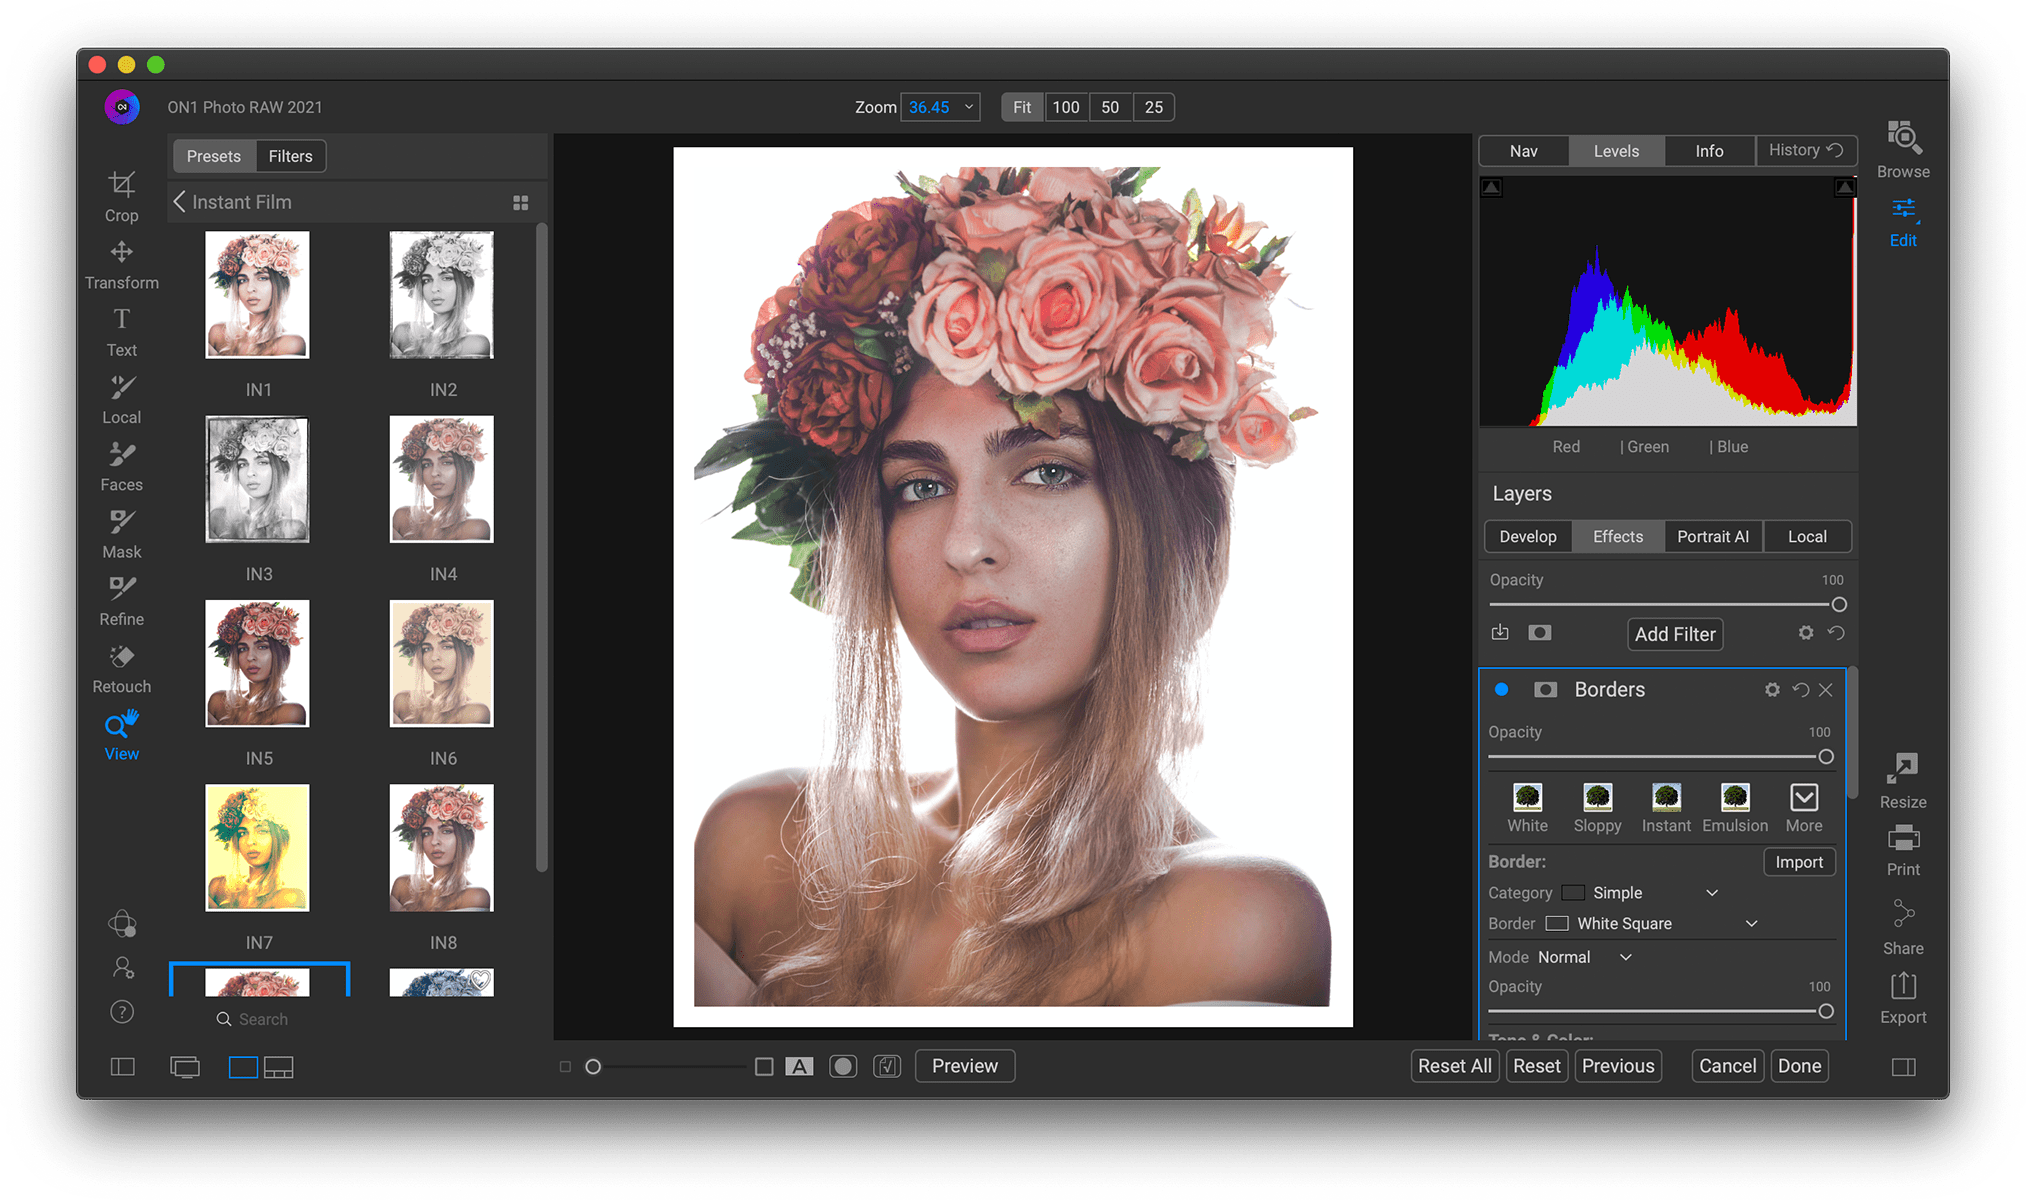 ON1 Photo RAW 2021
Zoom 36.45 Fit 100 50 25
Presets Filters
Instant Film
IN1 IN2
IN3 IN4
IN5 IN6
IN7 IN8
Search
Crop
Transform
T
Text
Local
Faces
Mask
Refine
Retouch
View
?
A
Preview
Nav Levels Info History
Red | Green | Blue
Layers
Develop Effects Portrait AI Local
Opacity 100
Add Filter
Borders
Opacity 100
White Sloppy Instant Emulsion More
Border: Import
Category Simple
Border White Square
Mode Normal
Opacity 100
Tone & Color:
Reset All Reset Previous Cancel Done
Browse
Edit
Resize
Print
Share
Export